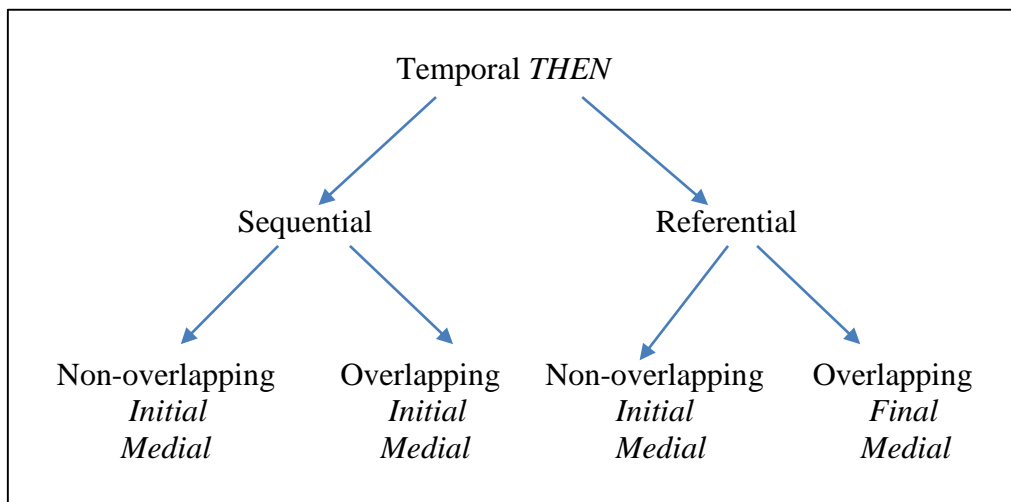 Temporal THEN
Sequential Referential
Non-overlapping Overlapping Non-overlapping Overlapping
Initial Initial Initial Final
Medial Medial Medial Medial